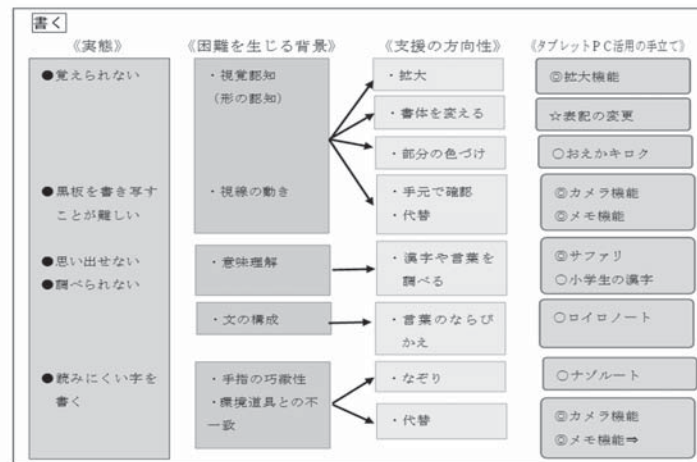 書く
《実態》
《困難を生じる背景》
《支援の方向性》
《タブレットPC活用の手立て》
●覚えられない
・視覚認知
(形の認知)
・拡大
◎拡大機能
・書体を変える
☆表記の変更
・部分の色づけ
○おえかキロク
●黒板を書き写す
ことが難しい
・視線の動き
・手元で確認
・代替
◎カメラ機能
◎メモ機能
●思い出せない
●調べられない
・意味理解
・漢字や言葉を
調べる
◎サファリ
○小学生の漢字
・文の構成
・言葉のならび
かえ
○ロイロノート
●読みにくい字を
書く
・手指の巧緻性
・環境道具との不
一致
・なぞり
○ナゾルート
・代替
◎カメラ機能
◎メモ機能⇒